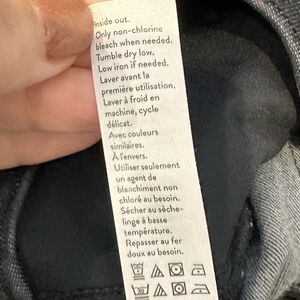 Inside out.
Only non-chlorine
bleach when needed.
Tumble dry low.
Low iron if needed.
Laver avant la
première utilisation.
Laver à froid en
machine, cycle
délicat.
Avec couleurs
similaires.
À l'envers.
Utiliser seulement
un agent de
blanchiment non
chloré au besoin.
Sécher au sèche-
linge à basse
température.
Repasser au fer
doux au besoin.